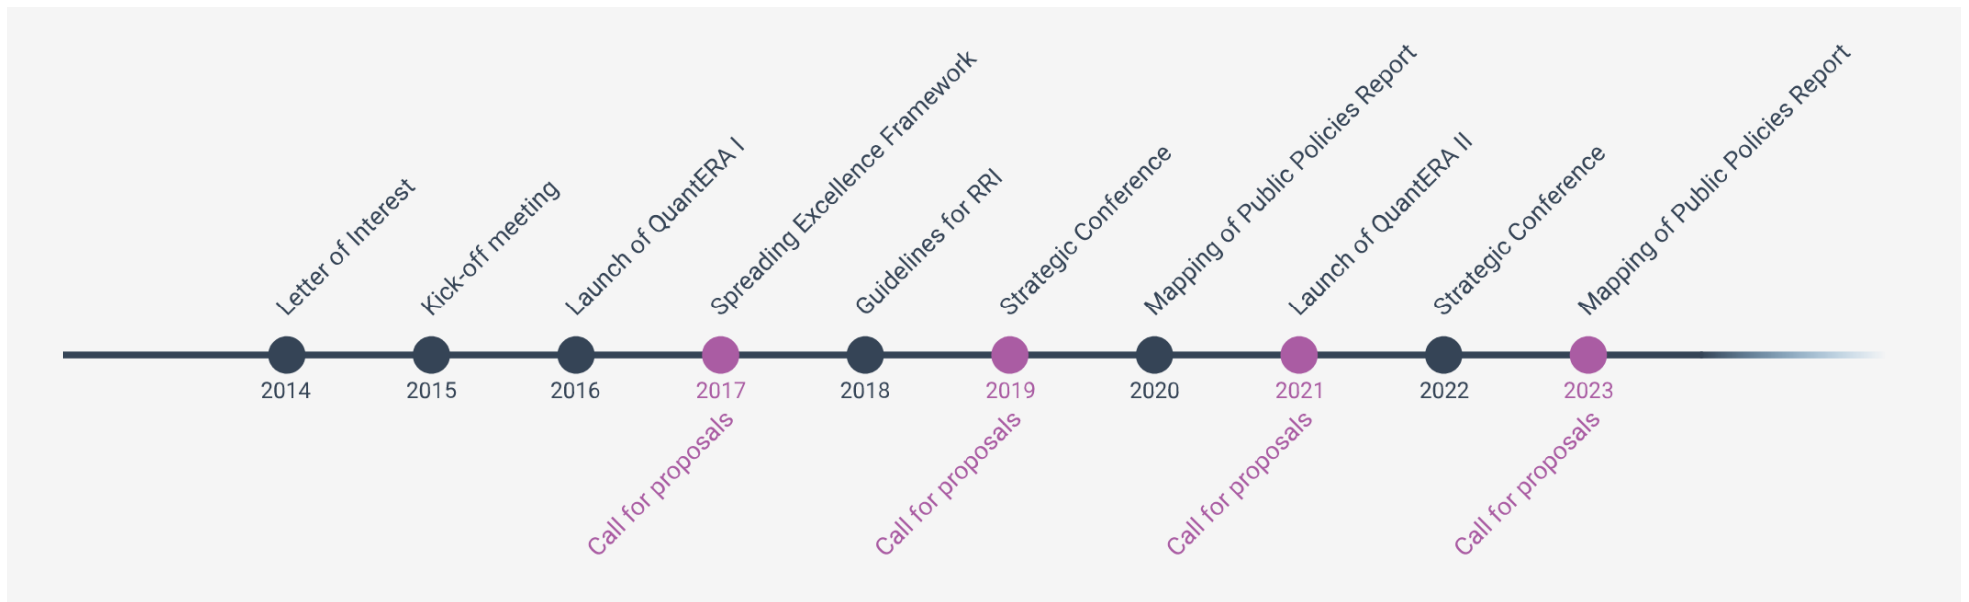 Letter of Interest
Kick-off meeting
Launch of QuantERA I
Spreading Excellence Framework
Guidelines for RRI
Strategic Conference
Mapping of Public Policies Report
Launch of QuantERA II
Strategic Conference
Mapping of Public Policies Report
2014
2015
2016
2017
2018
2019
2020
2021
2022
2023
Call for proposals
Call for proposals
Call for proposals
Call for proposals